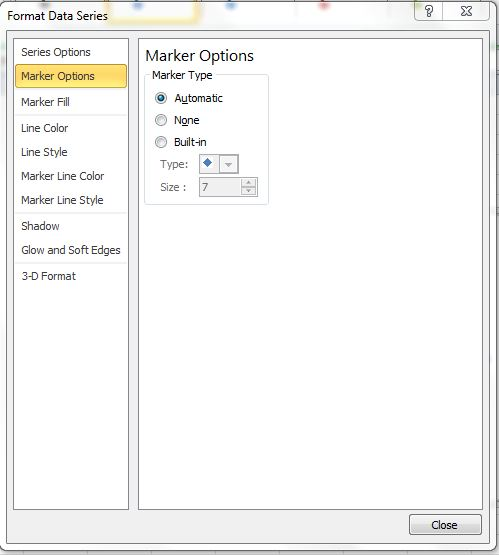 Format Data Series
Series Options
Marker Options
Marker Fill
Line Color
Line Style
Marker Line Color
Marker Line Style
Shadow
Glow and Soft Edges
3-D Format
Marker Options
Marker Type
Automatic
None
Built-in
Type:
Size : 7
Close